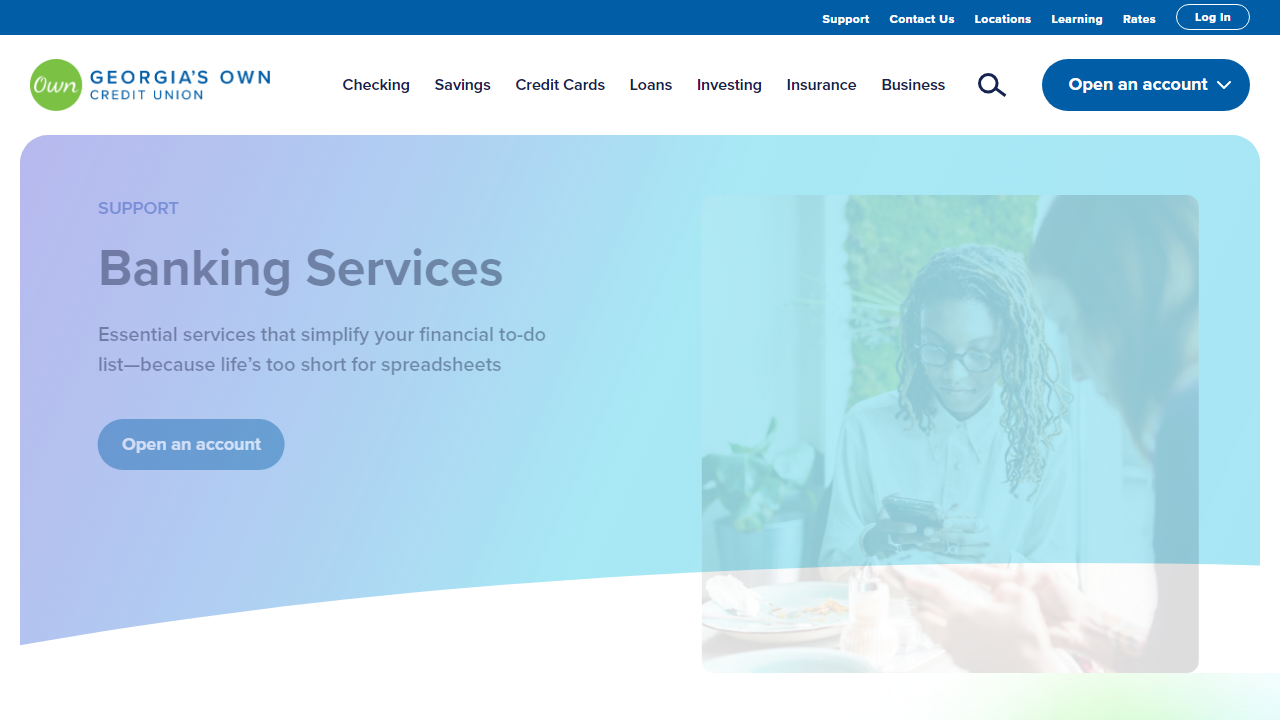 Support Contact Us Locations Learning Rates Log In
Own GEORGIA'S OWN
CREDIT UNION
Checking Savings Credit Cards Loans Investing Insurance Business Open an account
SUPPORT
Banking Services
Essential services that simplify your financial to-do
list—because life’s too short for spreadsheets
Open an account